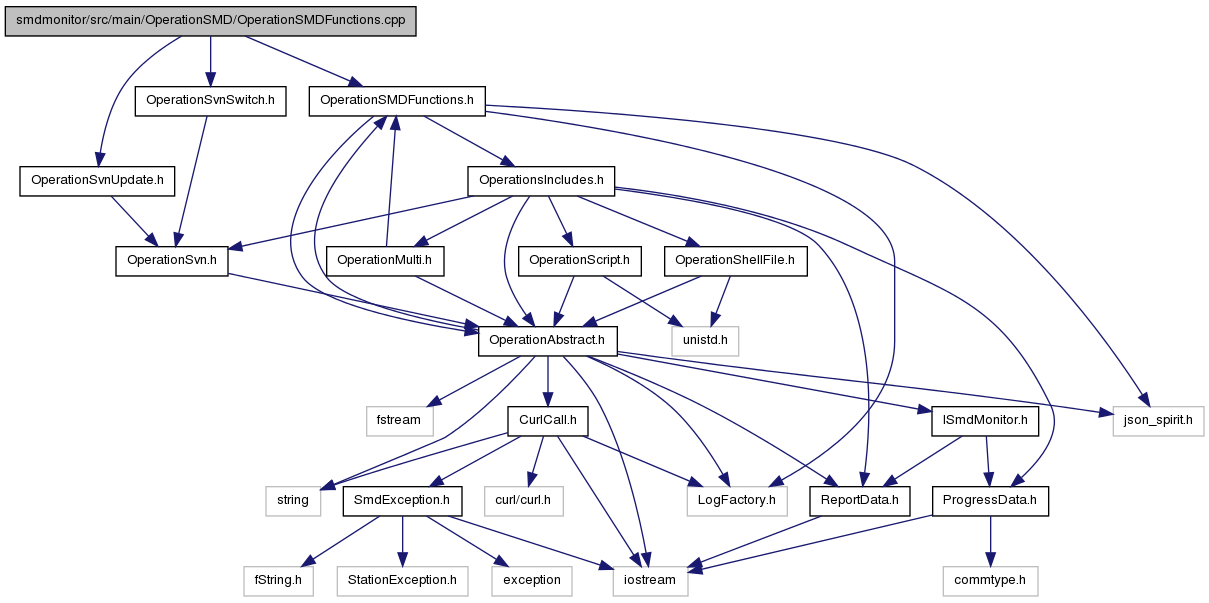 smdmonitor/src/main/OperationSMD/OperationSMDFunctions.cpp
OperationSvnSwitch.h
OperationSMDFunctions.h
OperationSvnUpdate.h
OperationsIncludes.h
OperationSvn.h
OperationMulti.h
OperationScript.h
OperationShellFile.h
OperationAbstract.h
unistd.h
fstream
CurlCall.h
ISmdMonitor.h
json_spirit.h
string
SmdException.h
curl/curl.h
LogFactory.h
ReportData.h
ProgressData.h
fString.h
StationException.h
exception
iostream
commtype.h